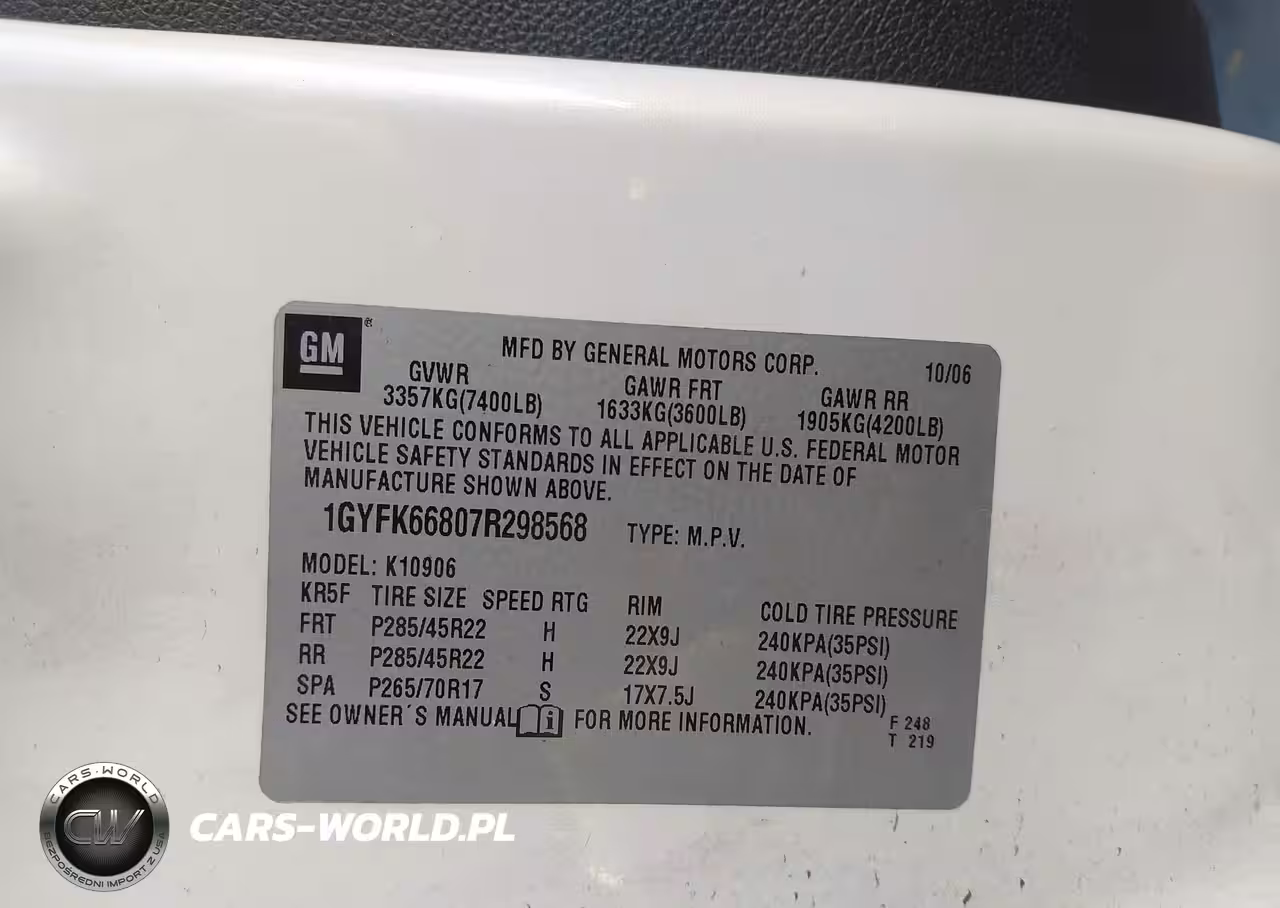 GM®
MFD BY GENERAL MOTORS CORP. 10/06
GVWR GAWR FRT GAWR RR
3357KG(7400LB) 1633KG(3600LB) 1905KG(4200LB)
THIS VEHICLE CONFORMS TO ALL APPLICABLE U.S. FEDERAL MOTOR
VEHICLE SAFETY STANDARDS IN EFFECT ON THE DATE OF
MANUFACTURE SHOWN ABOVE.
1GYFK66807R298568 TYPE: M.P.V.
MODEL: K10906
KR5F TIRE SIZE SPEED RTG RIM COLD TIRE PRESSURE
FRT P285/45R22 H 22X9J 240KPA(35PSI)
RR P285/45R22 H 22X9J 240KPA(35PSI)
SPA P265/70R17 S 17X7.5J 240KPA(35PSI)
SEE OWNER´S MANUAL i FOR MORE INFORMATION.
F 248
T 219
CARS-WORLD
CW
BEZPOŚREDNI IMPORT Z USA
CARS-WORLD.PL